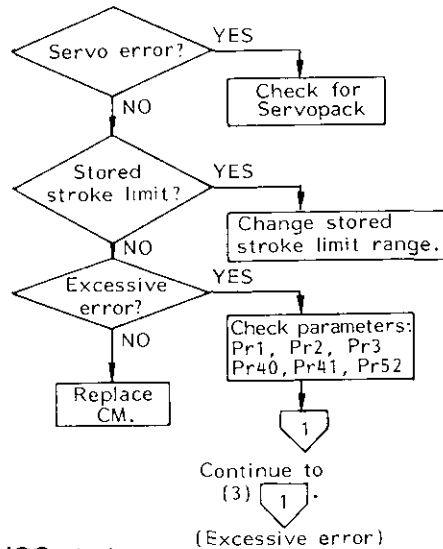 Servo error?
YES
Check for
Servopack
NO
Stored
stroke limit?
YES
Change stored
stroke limit range.
NO
Excessive
error?
YES
Check parameters:
Pr1, Pr2, Pr3
Pr40, Pr41, Pr52
NO
Replace
CM.
1
Continue to
(3) 1 .
(Excessive error)